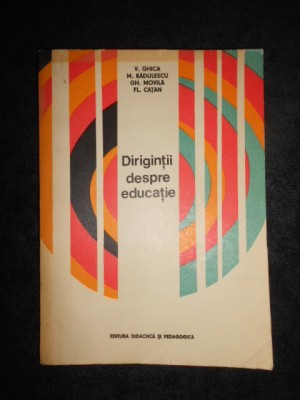 V. GHICA
M. RĂDULESCU
GH. MOVILĂ
FL. CAȚAN
Diriginții
despre
educație
EDITURA DIDACTICĂ ȘI PEDAGOGICĂ